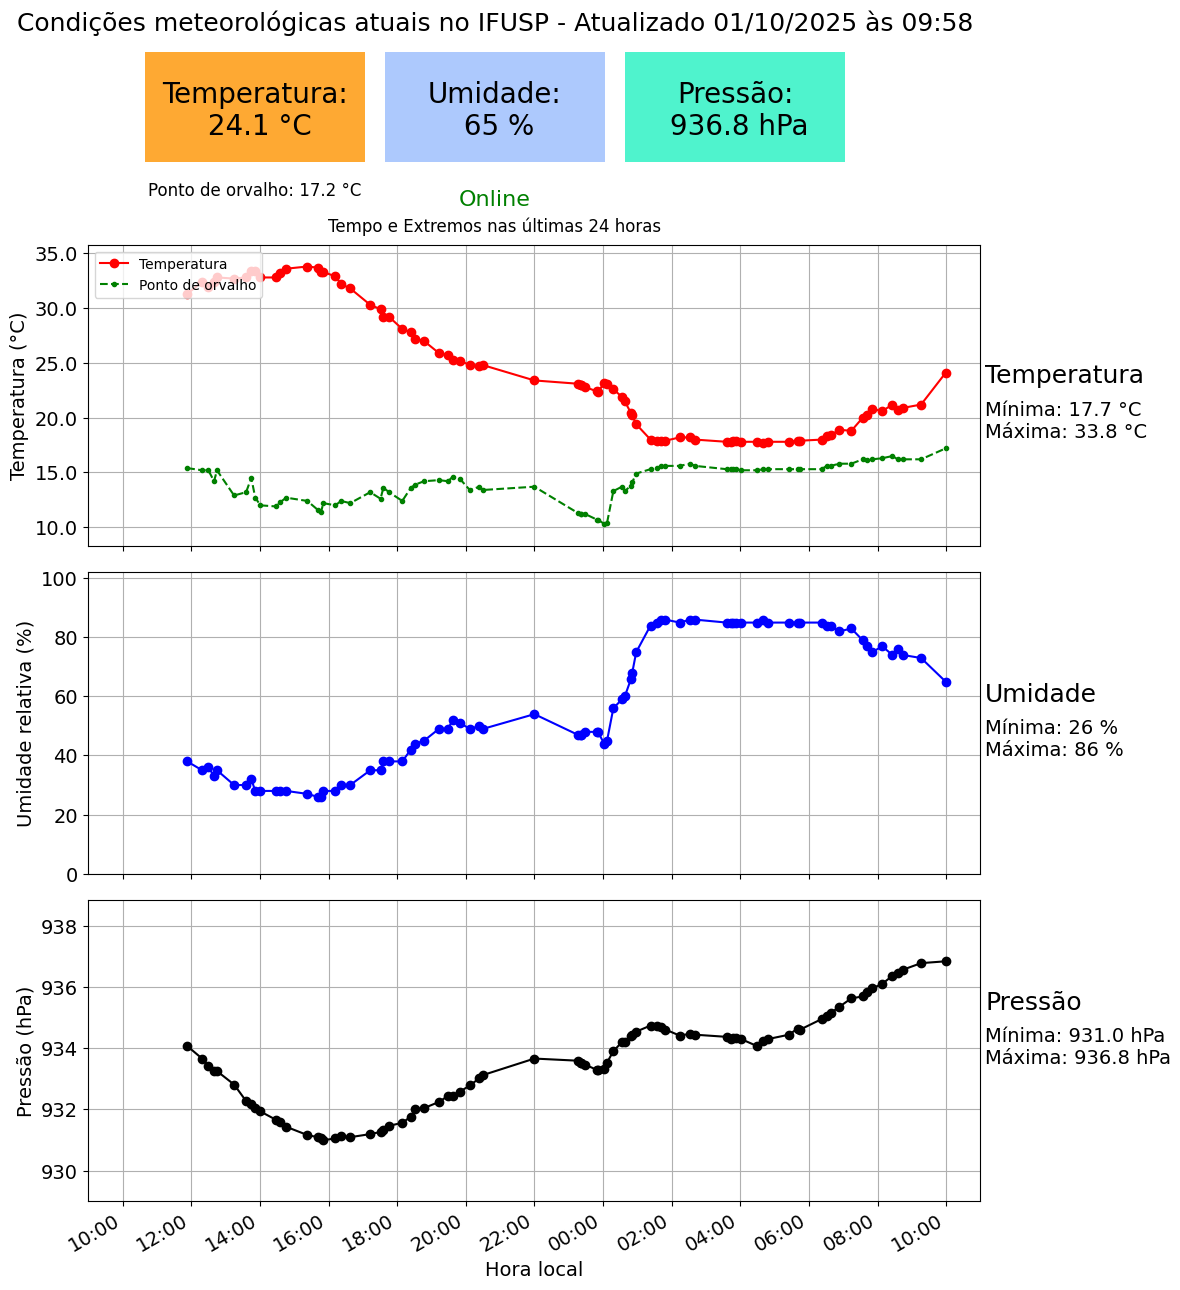 Condições meteorológicas atuais no IFUSP - Atualizado 01/10/2025 às 09:58
Temperatura:
24.1 °C
Umidade:
65 %
Pressão:
936.8 hPa
Ponto de orvalho: 17.2 °C
Online
Tempo e Extremos nas últimas 24 horas
Temperatura
Ponto de orvalho
Temperatura (°C)
35.0
30.0
25.0
20.0
15.0
10.0
Temperatura
Mínima: 17.7 °C
Máxima: 33.8 °C
Umidade relativa (%)
100
80
60
40
20
0
Umidade
Mínima: 26 %
Máxima: 86 %
Pressão (hPa)
938
936
934
932
930
Pressão
Mínima: 931.0 hPa
Máxima: 936.8 hPa
10:00 12:00 14:00 16:00 18:00 20:00 22:00 00:00 02:00 04:00 06:00 08:00 10:00
Hora local